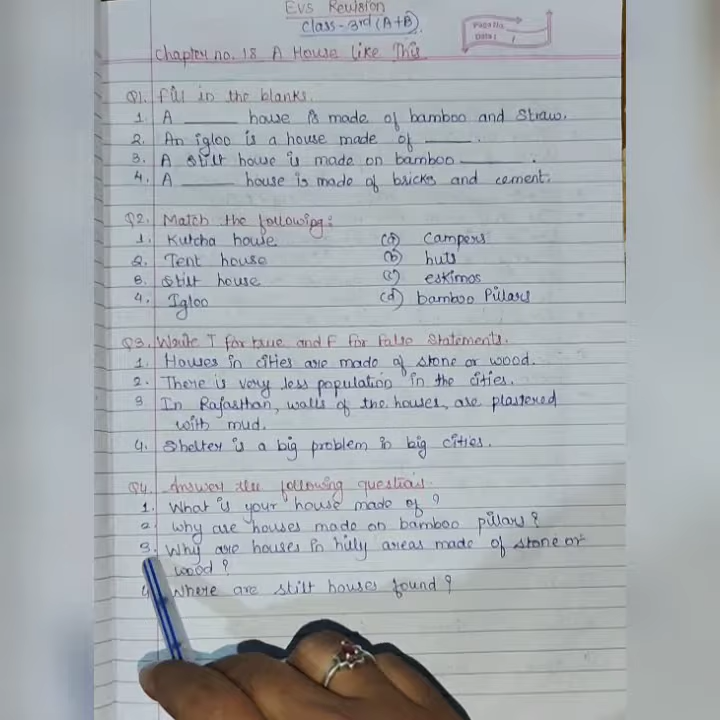 Evs Revision
Class - 3rd (A+B)
Page No.
Date: / /
Chapter no. 18 A House Like This
Q1. Fill in the blanks.
1. A ______ house is made of bamboo and straw.
2. An igloo is a house made of ______.
3. A stilt house is made on bamboo ______.
4. A ______ house is made of bricks and cement.
Q2. Match the following:
1. Kutcha house (a) Campers
2. Tent house (b) huts
3. Stilt house (c) eskimos
4. Igloo (d) bamboo Pillars
Q3. Write T for true and F for False Statements.
1. Houses in cities are made of stone or wood.
2. There is very less population in the cities.
3. In Rajasthan, walls of the houses, are plastered
with mud.
4. Shelter is a big problem in big cities.
Q4. Answer the following questions.
1. What is your house made of?
2. Why are houses made on bamboo pillars?
3. Why are houses in hilly areas made of stone or
wood?
4. Where are stilt houses found?